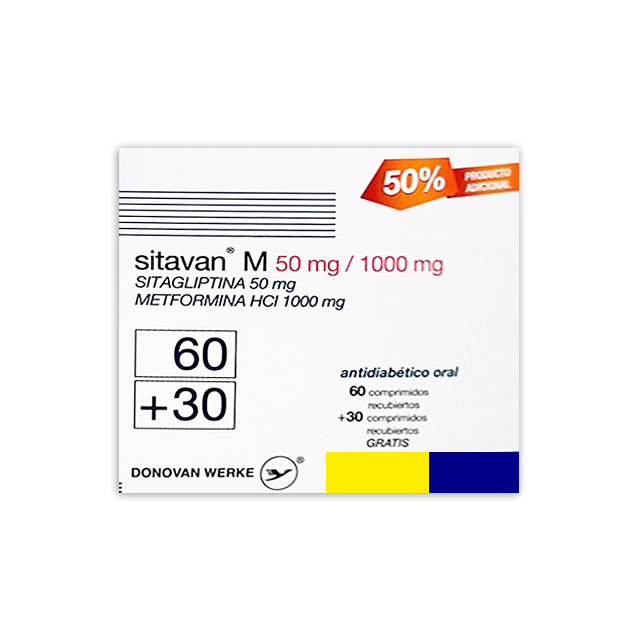 50% PRODUCTO
ADICIONAL
sitavan® M 50 mg / 1000 mg
SITAGLIPTINA 50 mg
METFORMINA HCl 1000 mg
60
+30
antidiabético oral
60 comprimidos
recubiertos
+30 comprimidos
recubiertos
GRATIS
DONOVAN WERKE ®